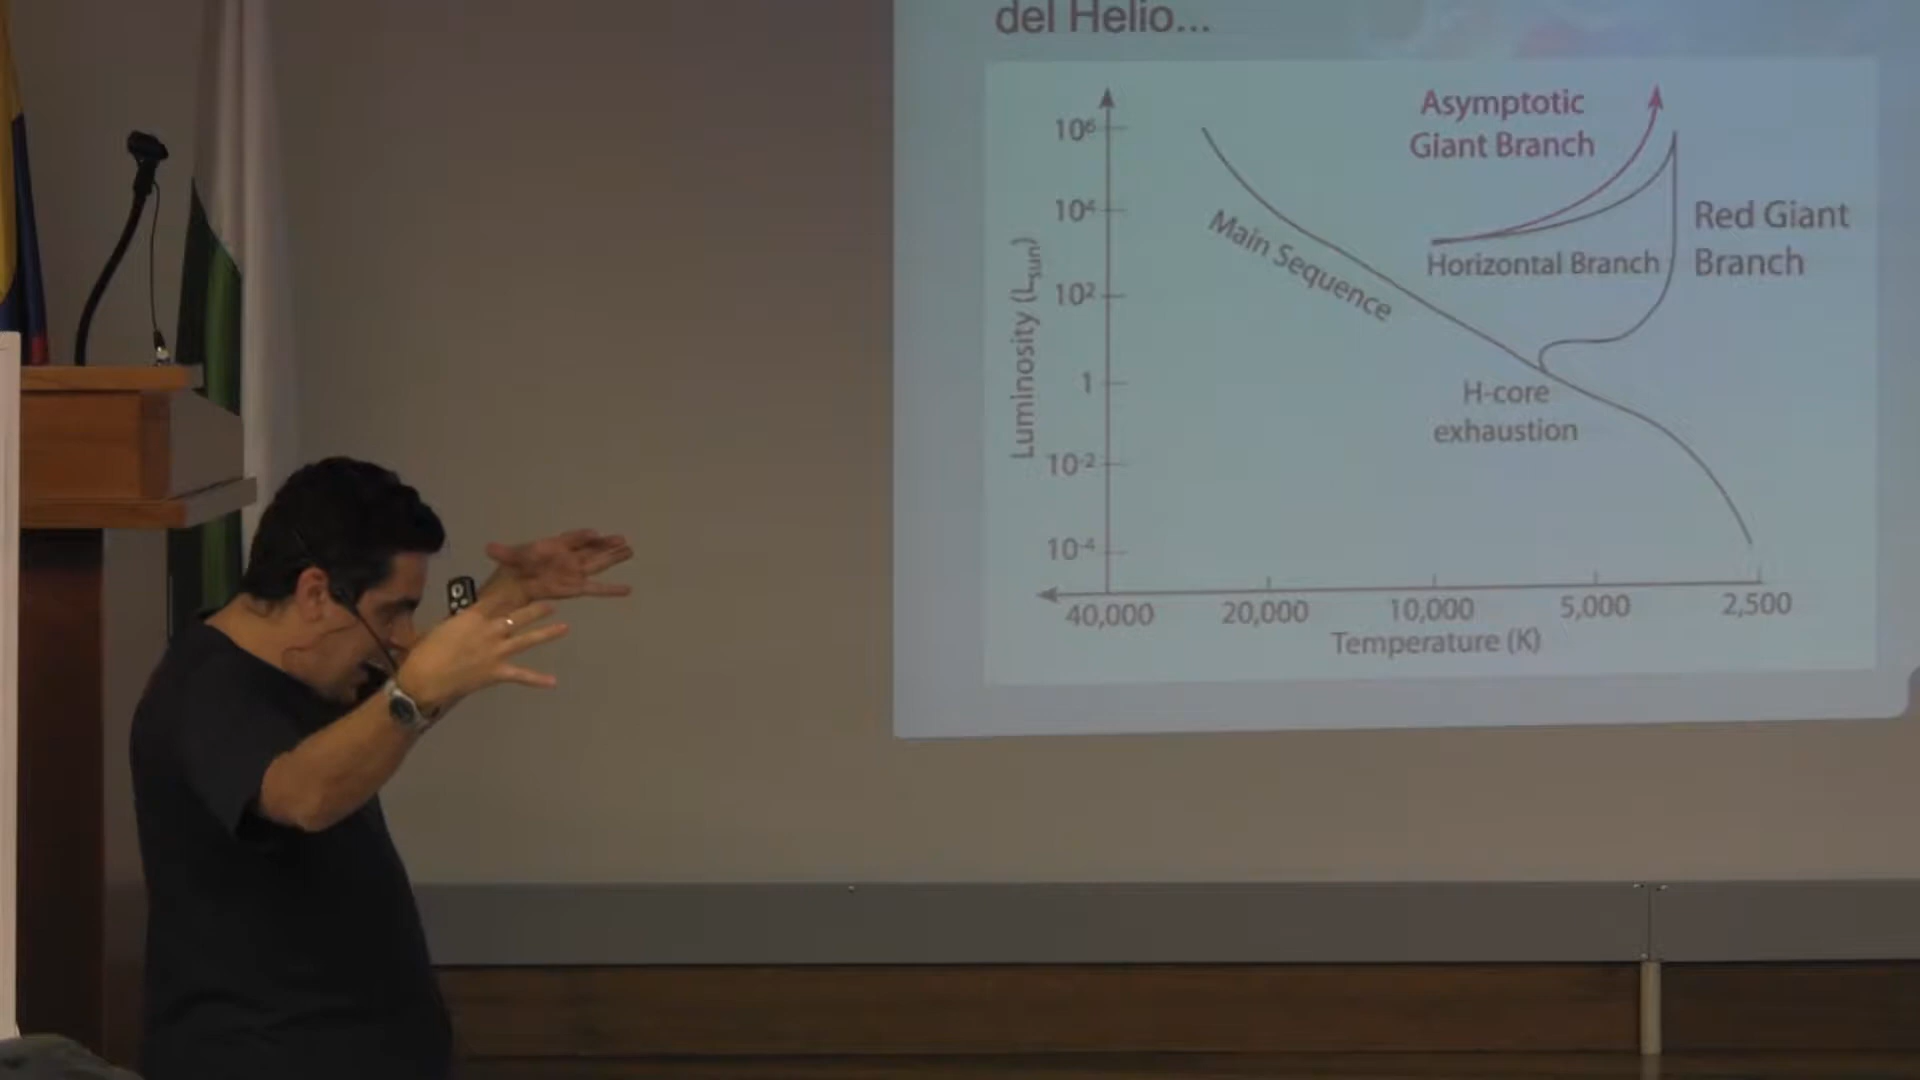 del Helio...
Asymptotic
Giant Branch
10⁶
10⁴
10²
1
10⁻²
10⁻⁴
Luminosity (Lsun)
Main Sequence
Horizontal Branch
Red Giant
Branch
H-core
exhaustion
40,000 20,000 10,000 5,000 2,500
Temperature (K)